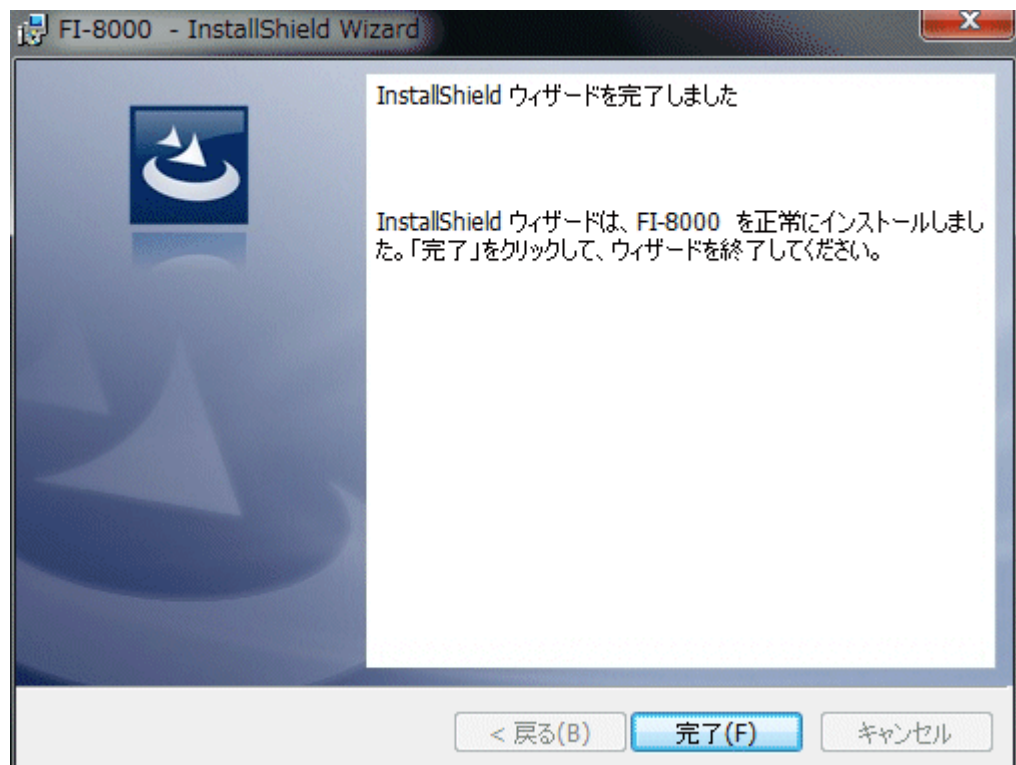 FI-8000 - InstallShield Wizard
InstallShield ウィザードを完了しました
InstallShield ウィザードは、FI-8000 を正常にインストールしまし
た。「完了」をクリックして、ウィザードを終了してください。
< 戻る(B) 完了(F) キャンセル